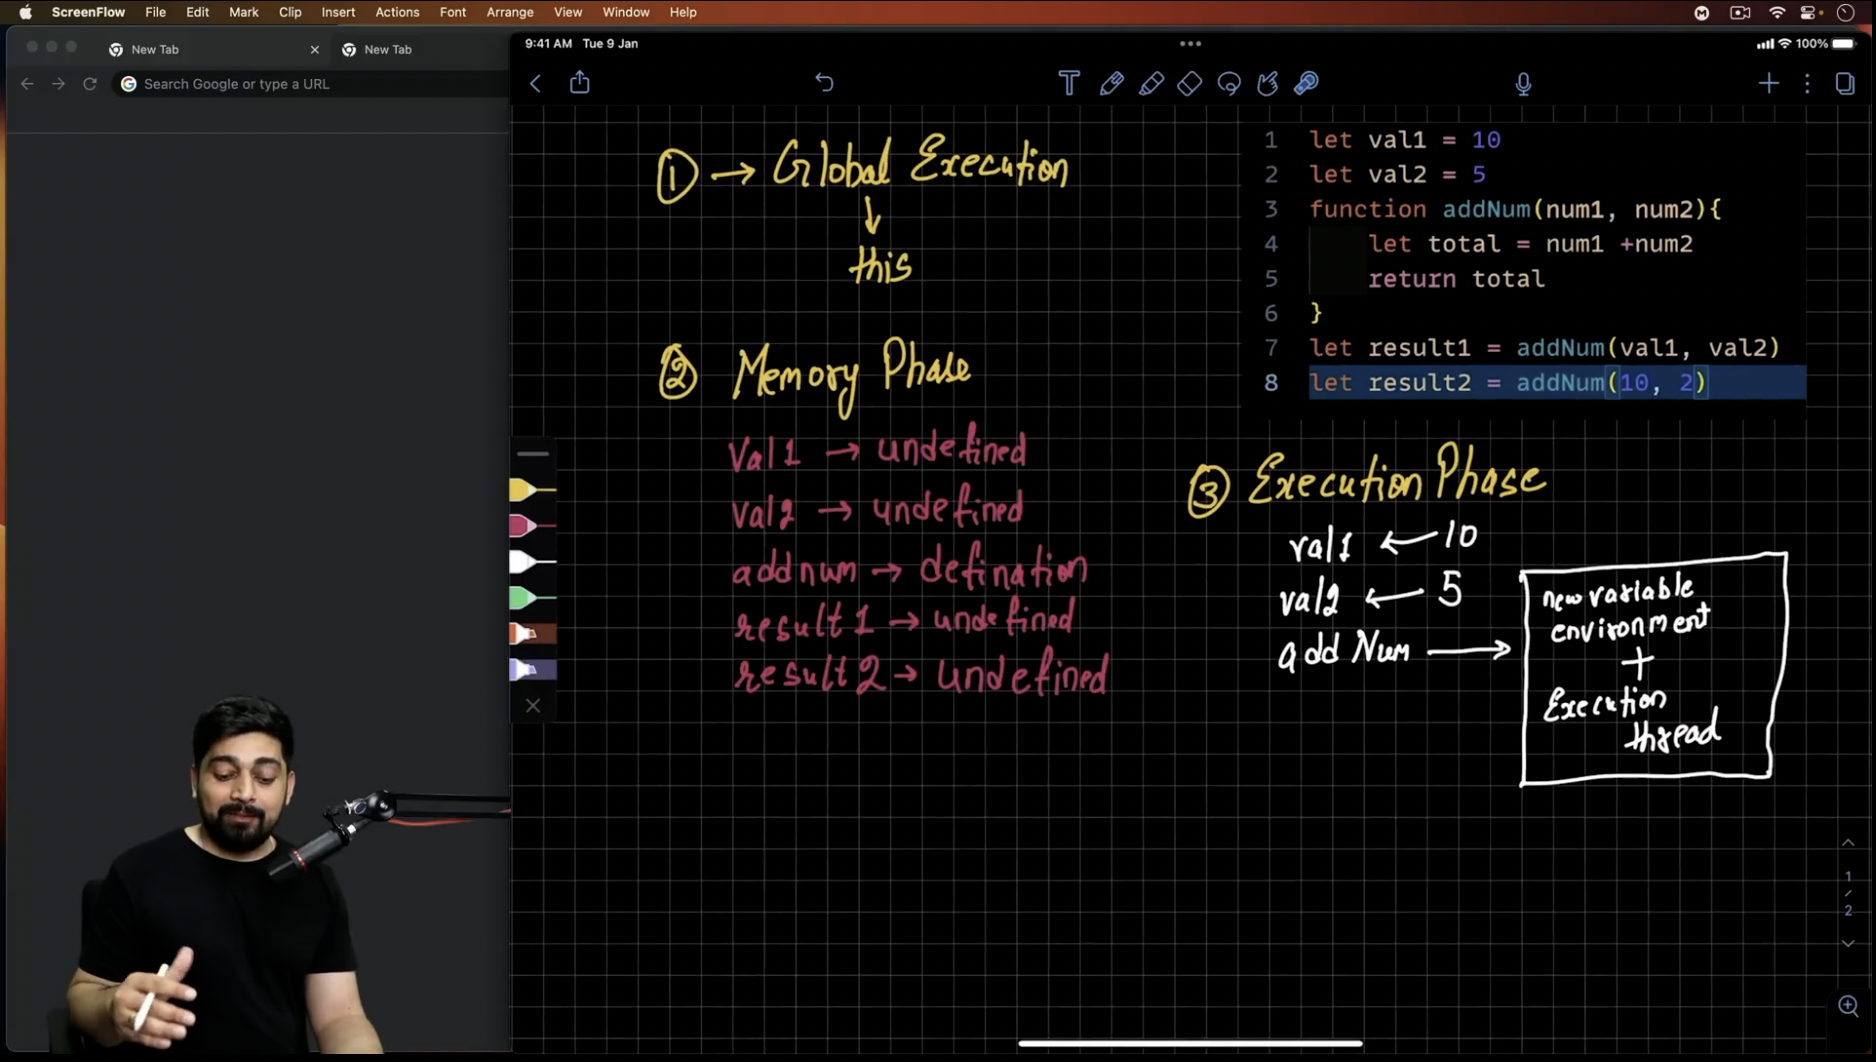 ScreenFlow File Edit Mark Clip Insert Actions Font Arrange View Window Help
New Tab
New Tab
Search Google or type a URL
9:41 AM Tue 9 Jan
100%
① → Global Execution
↓
this
② Memory Phase
Val1 → undefined
val2 → undefined
addnum → defination
result1 → undefined
result2 → undefined
1 let val1 = 10
2 let val2 = 5
3 function addNum(num1, num2){
4 let total = num1 +num2
5 return total
6 }
7 let result1 = addNum(val1, val2)
8 let result2 = addNum(10, 2)
③ Execution Phase
val1 ← 10
val2 ← 5
addNum →
new variable
environment
+
Execution
thread
1
/
2